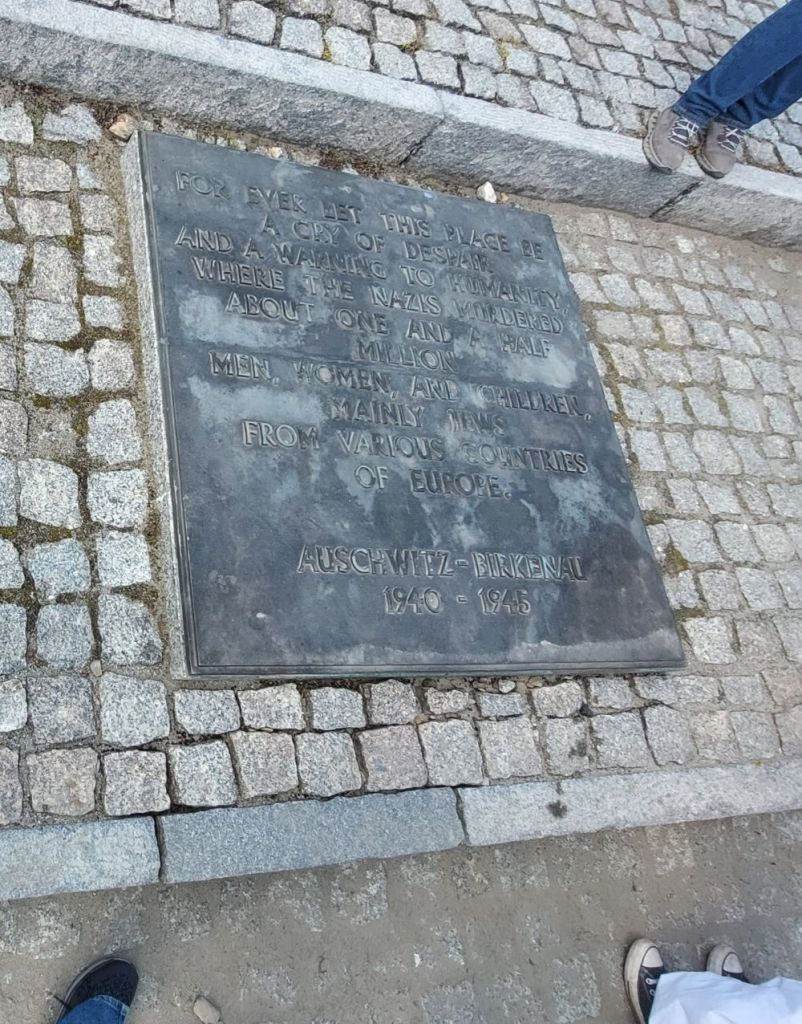 FOR EVER LET THIS PLACE BE
A CRY OF DESPAIR
AND A WARNING TO HUMANITY,
WHERE THE NAZIS MURDERED
ABOUT ONE AND A HALF
MILLION
MEN, WOMEN, AND CHILDREN,
MAINLY JEWS
FROM VARIOUS COUNTRIES
OF EUROPE.
AUSCHWITZ-BIRKENAU
1940 - 1945